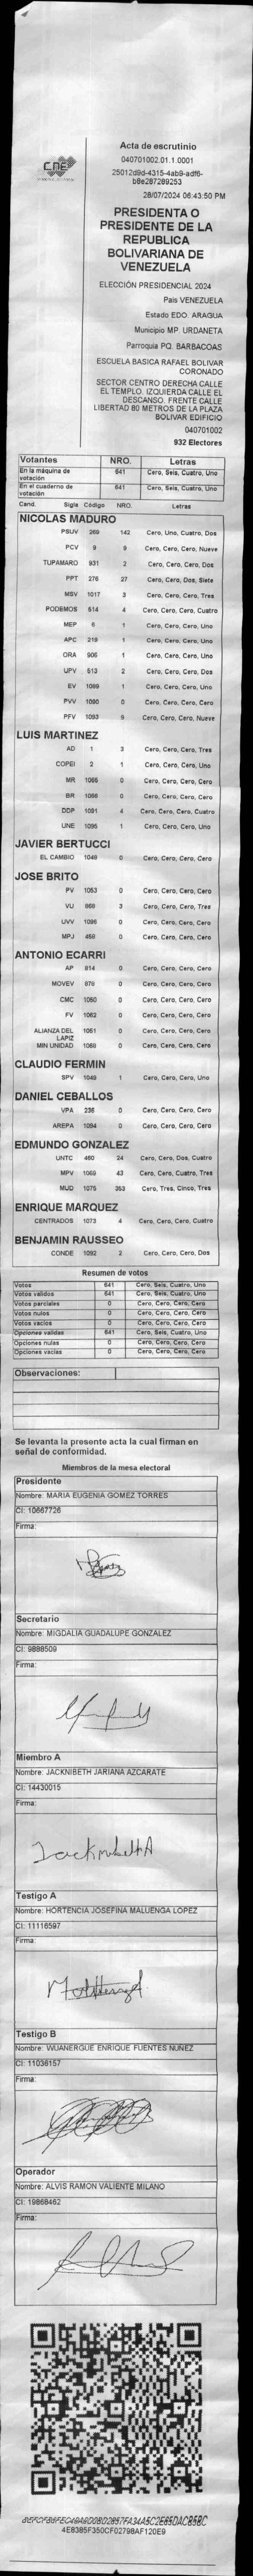 CNE
Acta de escrutinio
040701002.01.1.0001
25012d9d-4315-4ab9-adf6-
b8e287289253
28/07/2024 06:43:50 PM
PRESIDENTA O
PRESIDENTE DE LA
REPUBLICA
BOLIVARIANA DE
VENEZUELA
ELECCIÓN PRESIDENCIAL 2024
Pais VENEZUELA
Estado EDO. ARAGUA
Municipio MP. URDANETA
Parroquia PQ. BARBACOAS
ESCUELA BASICA RAFAEL BOLIVAR
CORONADO
SECTOR CENTRO DERECHA CALLE
EL TEMPLO. IZQUIERDA CALLE EL
DESCANSO. FRENTE CALLE
LIBERTAD 80 METROS DE LA PLAZA
BOLIVAR EDIFICIO
040701002
932 Electores
Votantes NRO. Letras
En la máquina de votación 641 Cero, Seis, Cuatro, Uno
En el cuaderno de votación 641 Cero, Seis, Cuatro, Uno
Cand. Sigla Código NRO. Letras
NICOLAS MADURO
PSUV 268 142 Cero, Uno, Cuatro, Dos
PCV 9 9 Cero, Cero, Cero, Nueve
TUPAMARO 931 2 Cero, Cero, Cero, Dos
PPT 276 27 Cero, Cero, Dos, Siete
MSV 1017 3 Cero, Cero, Cero, Tres
PODEMOS 514 4 Cero, Cero, Cero, Cuatro
MEP 6 1 Cero, Cero, Cero, Uno
APC 219 1 Cero, Cero, Cero, Uno
ORA 906 1 Cero, Cero, Cero, Uno
UPV 513 2 Cero, Cero, Cero, Dos
EV 1089 1 Cero, Cero, Cero, Uno
PVV 1090 0 Cero, Cero, Cero, Cero
PFV 1093 9 Cero, Cero, Cero, Nueve
LUIS MARTINEZ
AD 1 3 Cero, Cero, Cero, Tres
COPEI 2 1 Cero, Cero, Cero, Uno
MR 1065 0 Cero, Cero, Cero, Cero
BR 1066 0 Cero, Cero, Cero, Cero
DDP 1091 4 Cero, Cero, Cero, Cuatro
UNE 1095 1 Cero, Cero, Cero, Uno
JAVIER BERTUCCI
EL CAMBIO 1049 0 Cero, Cero, Cero, Cero
JOSE BRITO
PV 1053 0 Cero, Cero, Cero, Cero
VU 868 3 Cero, Cero, Cero, Tres
UVV 1096 0 Cero, Cero, Cero, Cero
MPJ 458 0 Cero, Cero, Cero, Cero
ANTONIO ECARRI
AP 814 0 Cero, Cero, Cero, Cero
MOVEV 878 0 Cero, Cero, Cero, Cero
CMC 1050 0 Cero, Cero, Cero, Cero
FV 1062 0 Cero, Cero, Cero, Cero
ALIANZA DEL LAPIZ 1051 0 Cero, Cero, Cero, Cero
MIN UNIDAD 1068 0 Cero, Cero, Cero, Cero
CLAUDIO FERMIN
SPV 1049 1 Cero, Cero, Cero, Uno
DANIEL CEBALLOS
VPA 236 0 Cero, Cero, Cero, Cero
AREPA 1094 0 Cero, Cero, Cero, Cero
EDMUNDO GONZALEZ
UNTC 480 24 Cero, Cero, Dos, Cuatro
MPV 1069 43 Cero, Cero, Cuatro, Tres
MUD 1075 353 Cero, Tres, Cinco, Tres
ENRIQUE MARQUEZ
CENTRADOS 1073 4 Cero, Cero, Cero, Cuatro
BENJAMIN RAUSSEO
CONDE 1092 2 Cero, Cero, Cero, Dos
Resumen de votos
Votos 641 Cero, Seis, Cuatro, Uno
Votos validos 641 Cero, Seis, Cuatro, Uno
Votos parciales 0 Cero, Cero, Cero, Cero
Votos nulos 0 Cero, Cero, Cero, Cero
Votos vacios 0 Cero, Cero, Cero, Cero
Opciones validas 641 Cero, Seis, Cuatro, Uno
Opciones nulas 0 Cero, Cero, Cero, Cero
Opciones vacias 0 Cero, Cero, Cero, Cero
Observaciones:
Se levanta la presente acta la cual firman en
señal de conformidad.
Miembros de la mesa electoral
Presidente
Nombre: MARIA EUGENIA GOMEZ TORRES
CI: 10667726
Firma:
Secretario
Nombre: MIGDALIA GUADALUPE GONZALEZ
CI: 9888509
Firma:
Miembro A
Nombre: JACKNIBETH JARIANA AZCARATE
CI: 14430015
Firma:
JacknibethA
Testigo A
Nombre: HORTENCIA JOSEFINA MALUENGA LOPEZ
CI: 11116597
Firma:
Testigo B
Nombre: WUANERGUE ENRIQUE FUENTES NUÑEZ
CI: 11036157
Firma:
Operador
Nombre: ALVIS RAMON VALIENTE MILANO
CI: 19868462
Firma:
4E8385F350CF02798AF120E9